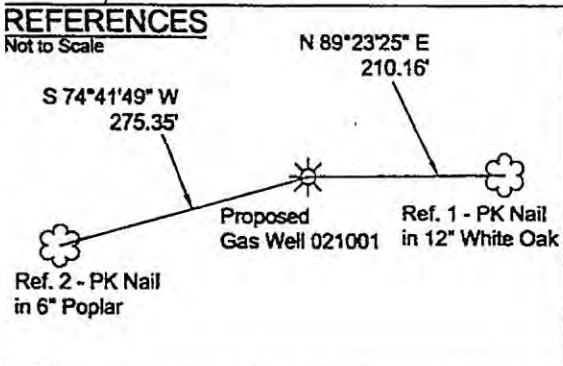 REFERENCES
Not to Scale
N 89°23'25" E
210.16'
S 74°41'49" W
275.35'
Proposed
Gas Well 021001
Ref. 1 - PK Nail
in 12" White Oak
Ref. 2 - PK Nail
in 6" Poplar